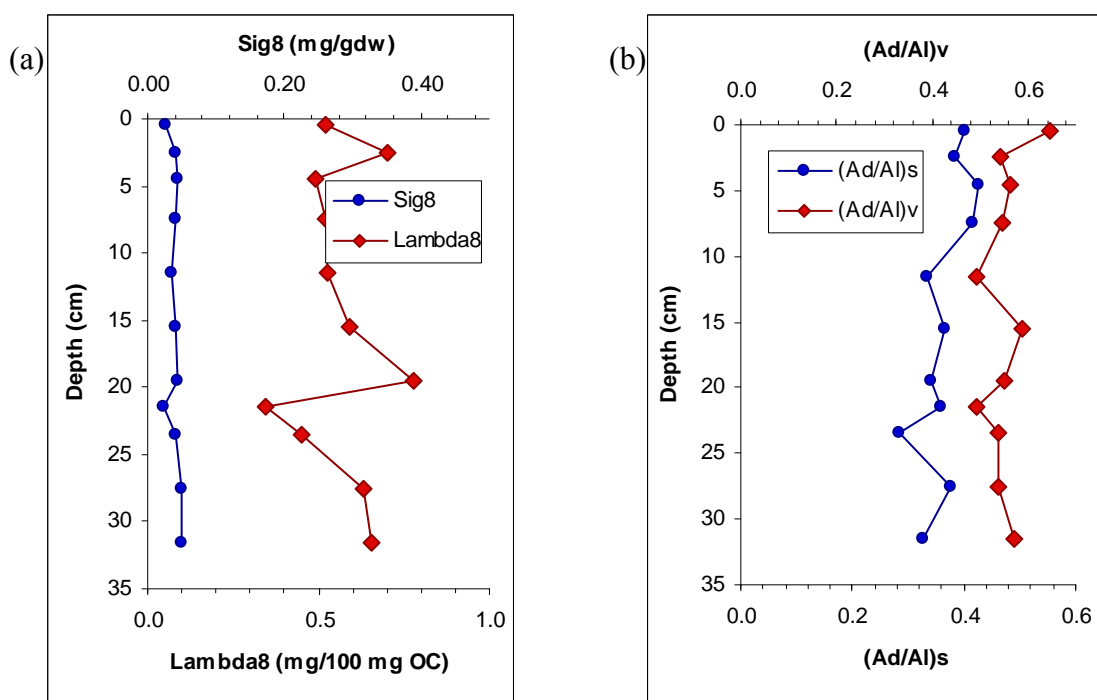 (a)
Sig8 (mg/gdw)
0.00 0.20 0.40
0
5
10
15
20
25
30
35
Depth (cm)
Sig8
Lambda8
0.0 0.5 1.0
Lambda8 (mg/100 mg OC)
(b)
(Ad/Al)v
0.0 0.2 0.4 0.6
0
5
10
15
20
25
30
35
Depth (cm)
(Ad/Al)s
(Ad/Al)v
0.0 0.2 0.4 0.6
(Ad/Al)s